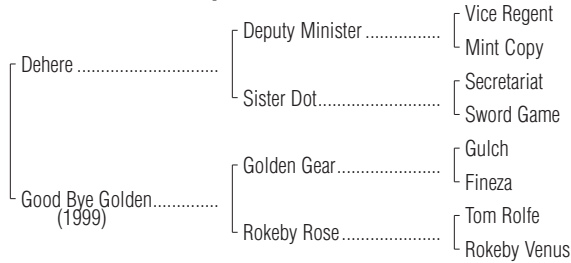 Vice Regent
Deputy Minister ................
Mint Copy
Dehere ..............................
Secretariat
Sister Dot..........................
Sword Game
Gulch
Golden Gear......................
Fineza
Good Bye Golden..............
(1999)
Tom Rolfe
Rokeby Rose.....................
Rokeby Venus